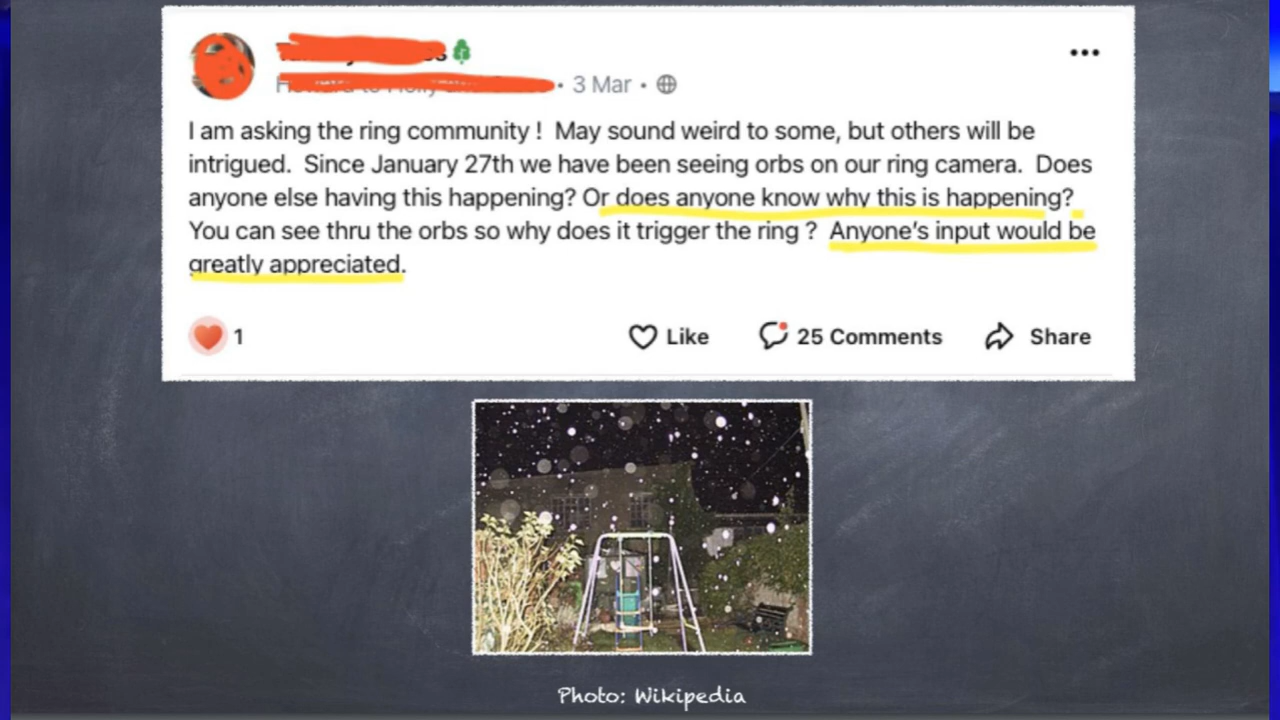 3 Mar
I am asking the ring community ! May sound weird to some, but others will be
intrigued. Since January 27th we have been seeing orbs on our ring camera. Does
anyone else having this happening? Or does anyone know why this is happening?
You can see thru the orbs so why does it trigger the ring ? Anyone's input would be
greatly appreciated.
1 Like 25 Comments Share
Photo: Wikipedia